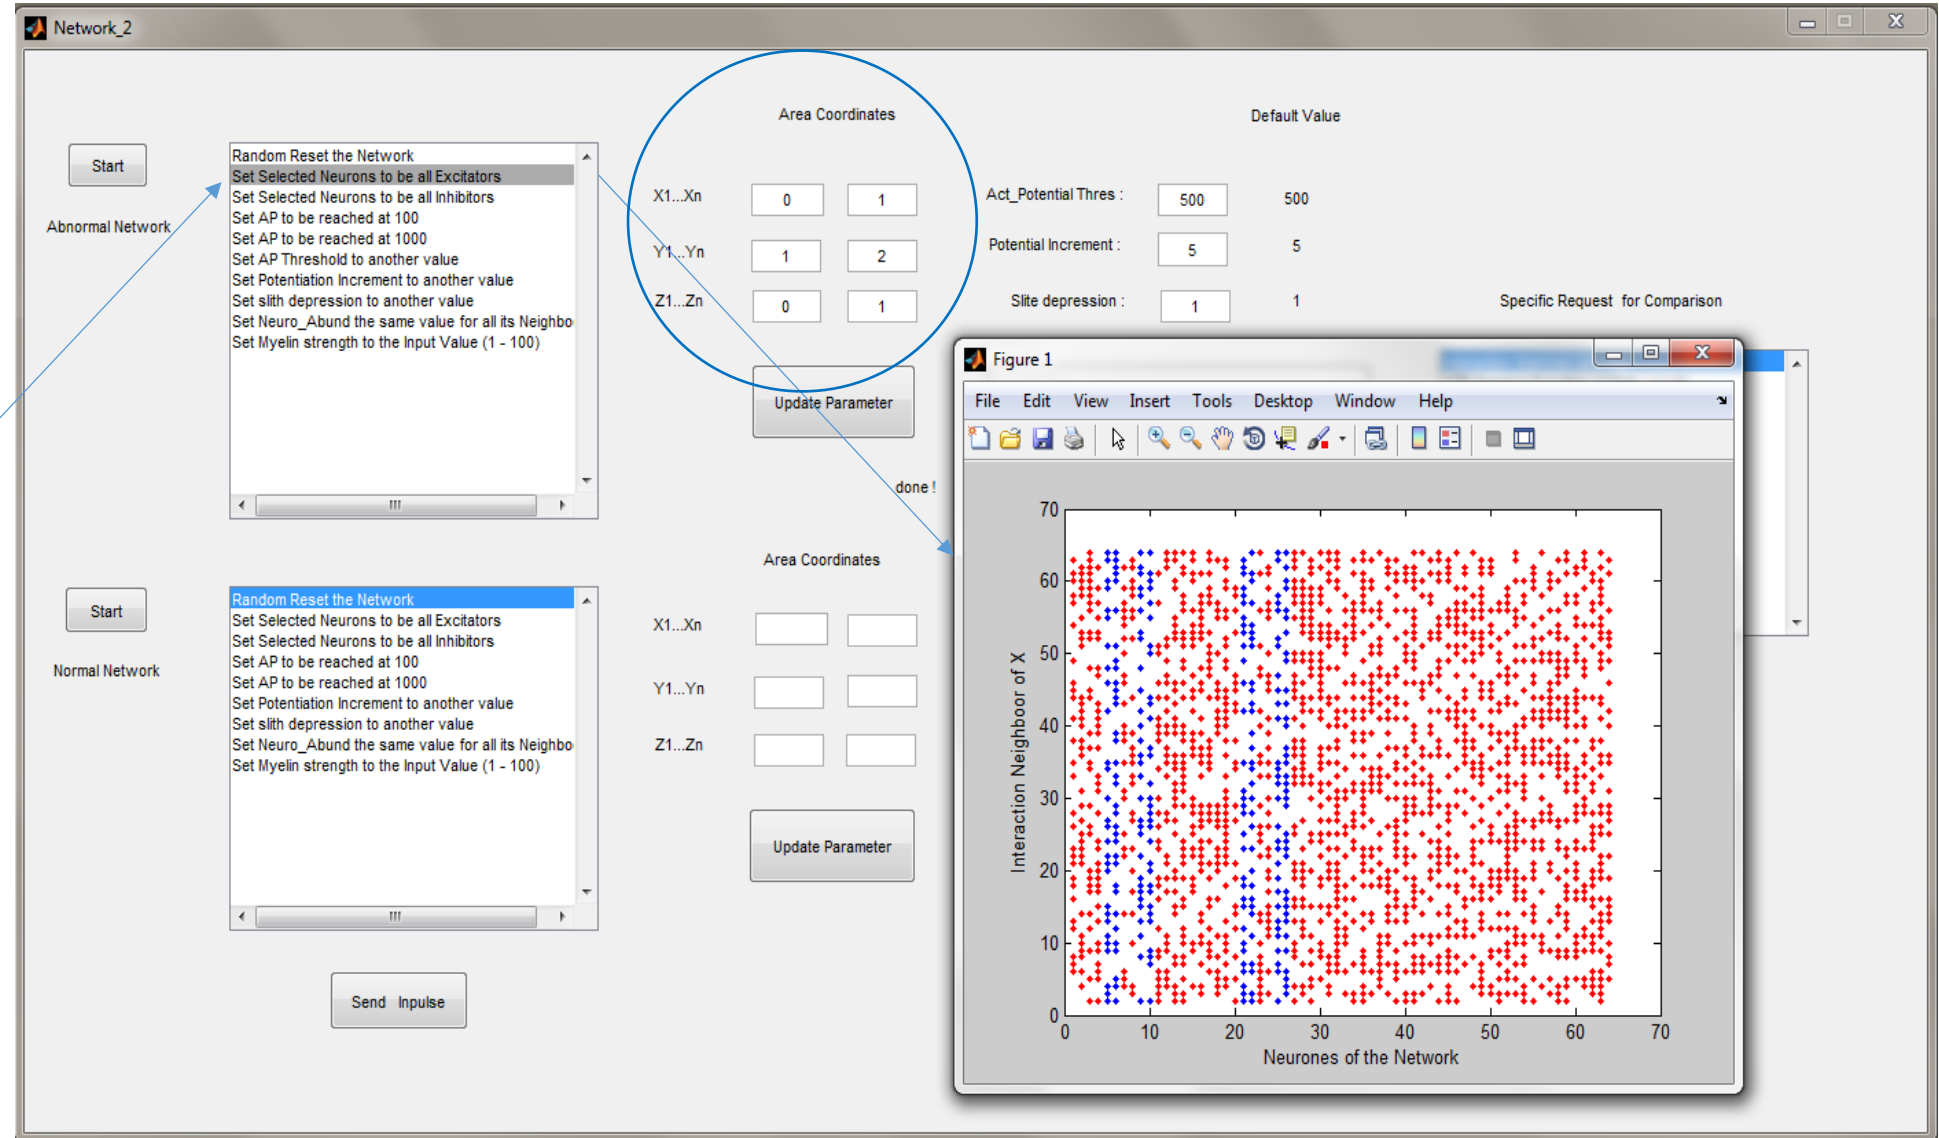 Network_2
Area Coordinates
Default Value
Start
Abnormal Network
Random Reset the Network
Set Selected Neurons to be all Excitators
Set Selected Neurons to be all Inhibitors
Set AP to be reached at 100
Set AP to be reached at 1000
Set AP Threshold to another value
Set Potentiation Increment to another value
Set slith depression to another value
Set Neuro_Abund the same value for all its Neighbo
Set Myelin strength to the Input Value (1 - 100)
X1...Xn 0 1
Y1...Yn 1 2
Z1...Zn 0 1
Update Parameter
done !
Act_Potential Thres : 500 500
Potential Increment : 5 5
Slite depression : 1 1
Specific Request for Comparison
Figure 1
File Edit View Insert Tools Desktop Window Help
70
60
50
40
30
20
10
0
Interaction Neighboor of X
0 10 20 30 40 50 60 70
Neurones of the Network
Area Coordinates
Start
Normal Network
Random Reset the Network
Set Selected Neurons to be all Excitators
Set Selected Neurons to be all Inhibitors
Set AP to be reached at 100
Set AP to be reached at 1000
Set Potentiation Increment to another value
Set slith depression to another value
Set Neuro_Abund the same value for all its Neighbo
Set Myelin strength to the Input Value (1 - 100)
X1...Xn
Y1...Yn
Z1...Zn
Update Parameter
Send Inpulse